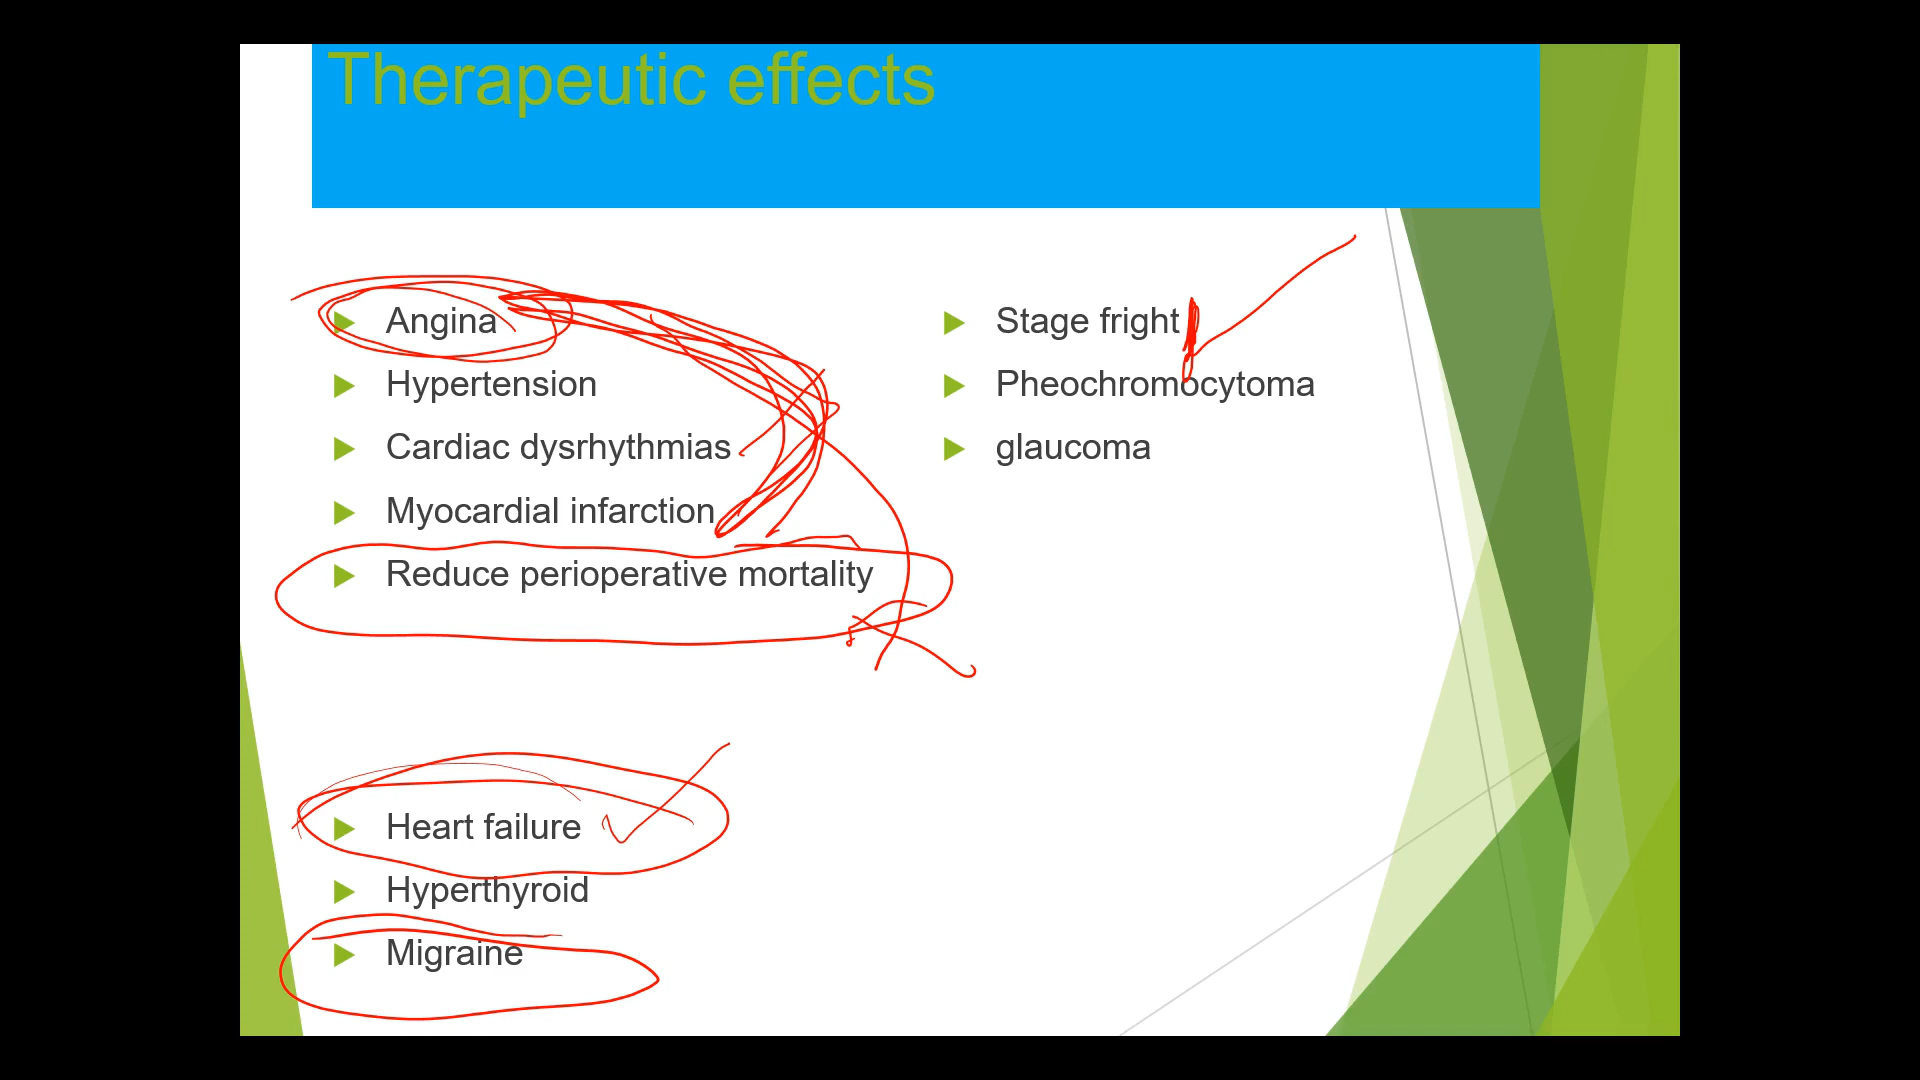 Therapeutic effects
Angina
Hypertension
Cardiac dysrhythmias
Myocardial infarction
Reduce perioperative mortality
Heart failure
Hyperthyroid
Migraine
Stage fright
Pheochromocytoma
glaucoma